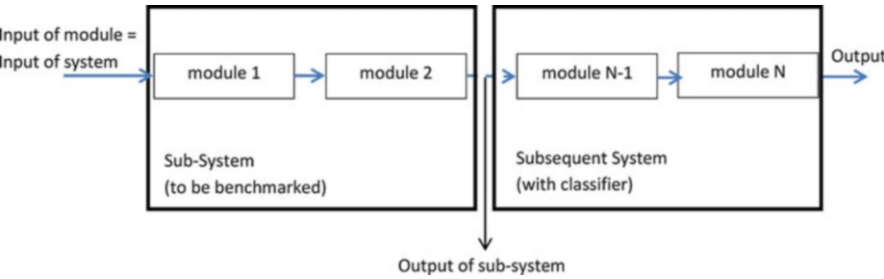 Input of module =
Input of system
module 1
module 2
module N-1
module N
Output
Sub-System
(to be benchmarked)
Subsequent System
(with classifier)
Output of sub-system